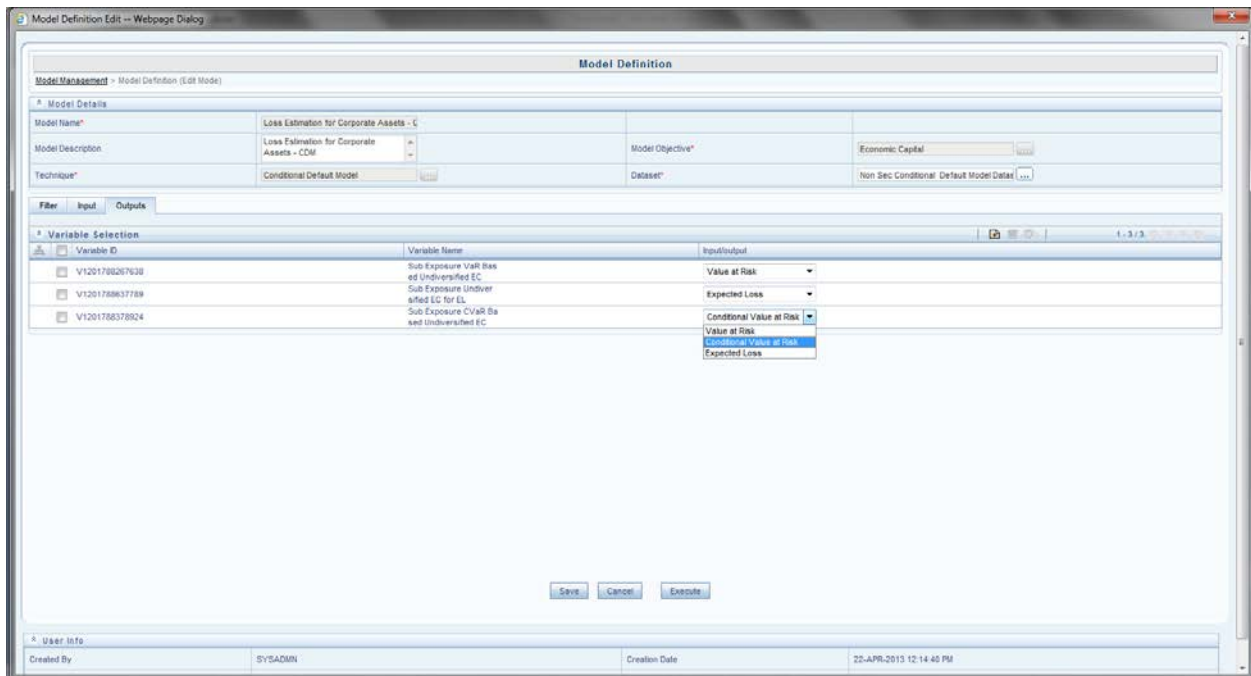 Model Definition Edit -- Webpage Dialog
Model Definition
Model Management > Model Definition (Edit Mode)
Model Details
Model Name* Loss Estimation for Corporate Assets - C
Model Description Loss Estimation for Corporate Assets - CDM Model Objective* Economic Capital ...
Technique* Conditional Default Model ... Dataset* Non Sec Conditional Default Model Datas ...
Filter Input Outputs
Variable Selection 1 - 3 / 3
Variable ID Variable Name Input/output
V1201788267638 Sub Exposure VaR Bas
ed Undiversified EC Value at Risk
V1201788637789 Sub Exposure Undiver
sified EC for EL Expected Loss
V1201788378924 Sub Exposure CVaR Ba
sed Undiversified EC Conditional Value at Risk
Value at Risk
Conditional Value at Risk
Expected Loss
Save Cancel Execute
User Info
Created By SYSADMN Creation Date 22-APR-2013 12:14:40 PM